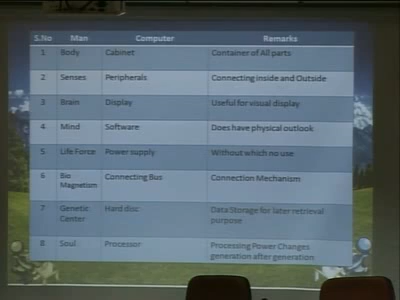 S.No Man Computer Remarks
1 Body Cabinet Container of All parts
2 Senses Peripherals Connecting inside and Outside
3 Brain Display Useful for visual display
4 Mind Software Does have physical outlook
5 Life Force Power supply Without which no use
6 Bio Connecting Bus Connection Mechanism
Magnetism
7 Genetic Hard disc Data Storage for later retrieval
Center purpose
8 Soul Processor Processing Power Changes
generation after generation